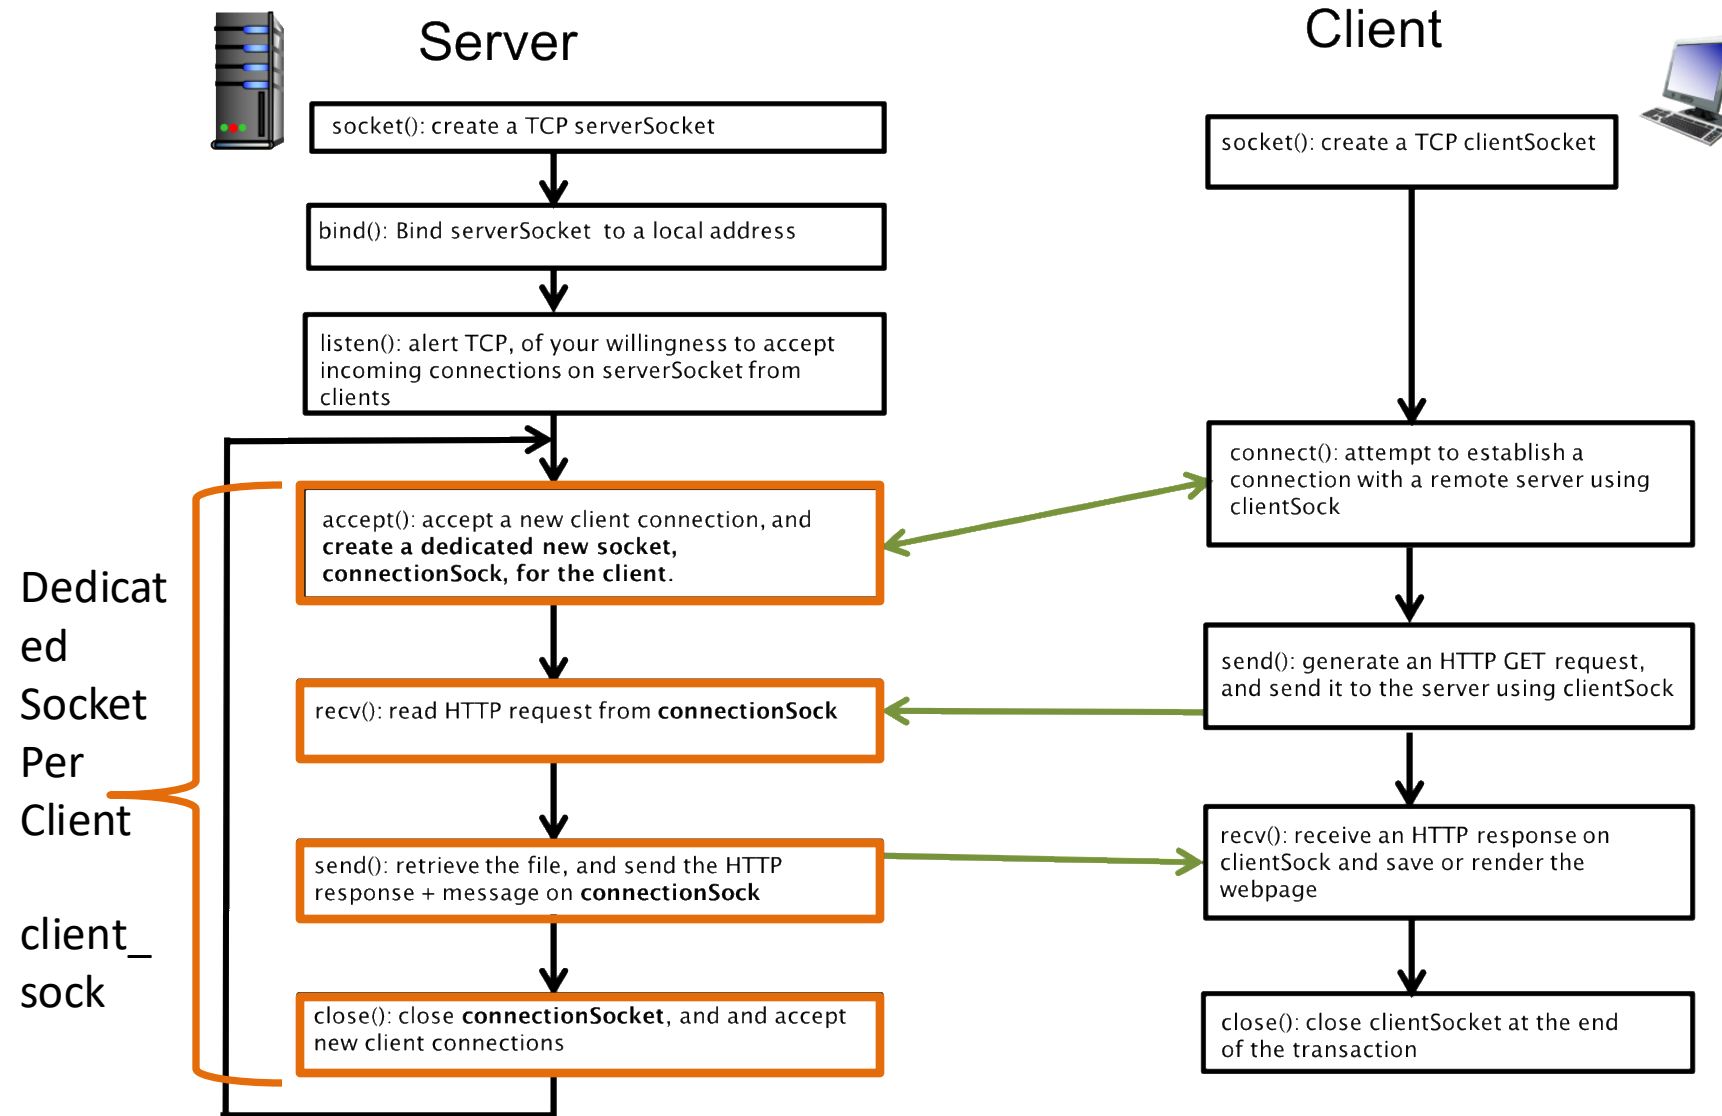 Server
Client
socket(): create a TCP serverSocket
socket(): create a TCP clientSocket
bind(): Bind serverSocket  to a local address
listen(): alert TCP, of your willingness to accept
incoming connections on serverSocket from
clients
connect(): attempt to establish a
connection with a remote server using
clientSock
accept(): accept a new client connection, and
create a dedicated new socket,
connectionSock, for the client.
Dedicat
ed
Socket
Per
Client
client_
sock
send(): generate an HTTP GET request,
and send it to the server using clientSock
recv(): read HTTP request from connectionSock
recv(): receive an HTTP response on
clientSock and save or render the
webpage
send(): retrieve the file, and send the HTTP
response + message on connectionSock
close(): close connectionSocket, and and accept
new client connections
close(): close clientSocket at the end
of the transaction